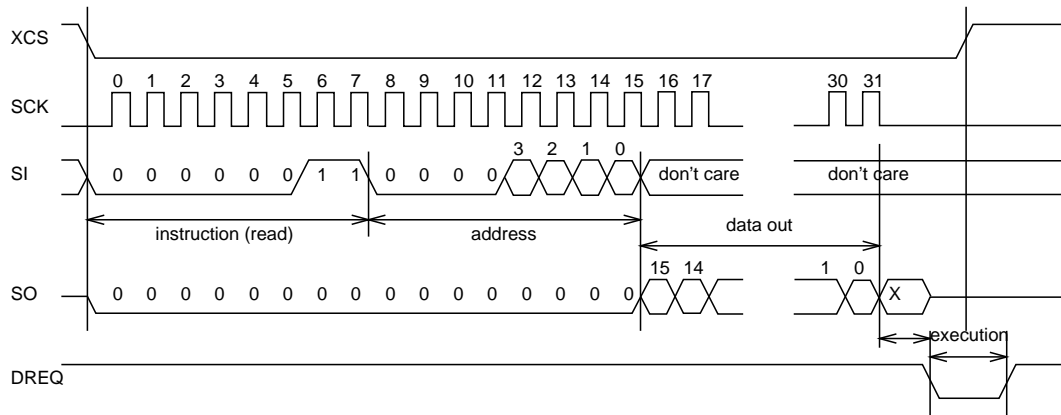 XCS
0 1 2 3 4 5 6 7 8 9 10 11 12 13 14 15 16 17 30 31
SCK
3 2 1 0
SI 0 0 0 0 0 0 1 1 0 0 0 0 don't care don't care
instruction (read) address data out
15 14 1 0
SO 0 0 0 0 0 0 0 0 0 0 0 0 0 0 0 0 X
execution
DREQ